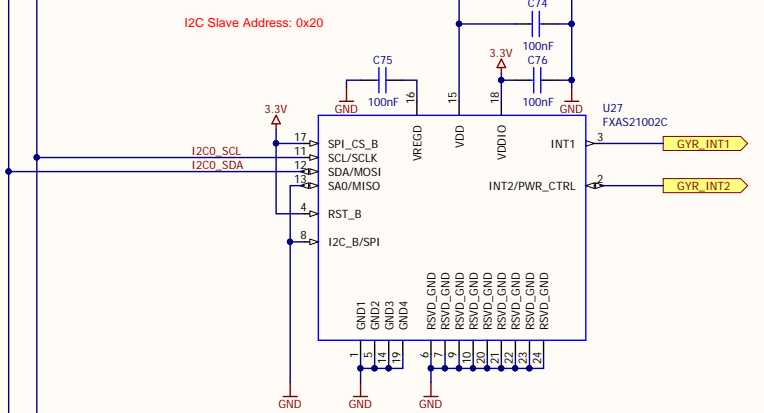 C74
I2C Slave Address: 0x20
100nF
3.3V
C75
C76
100nF
100nF
GND
GND
16
15
18
U27
FXAS21002C
3.3V
17
SPI_CS_B
VREGD
VDD
VDDIO
INT1
3
GYR_INT1
I2C0_SCL
11
SCL/SCLK
I2C0_SDA
12
SDA/MOSI
13
SA0/MISO
INT2/PWR_CTRL
2
GYR_INT2
4
RST_B
8
I2C_B/SPI
GND1
GND2
GND3
GND4
RSVD_GND
RSVD_GND
RSVD_GND
RSVD_GND
RSVD_GND
RSVD_GND
RSVD_GND
RSVD_GND
RSVD_GND
1
5
14
19
6
7
9
10
20
21
22
23
24
GND
GND
GND